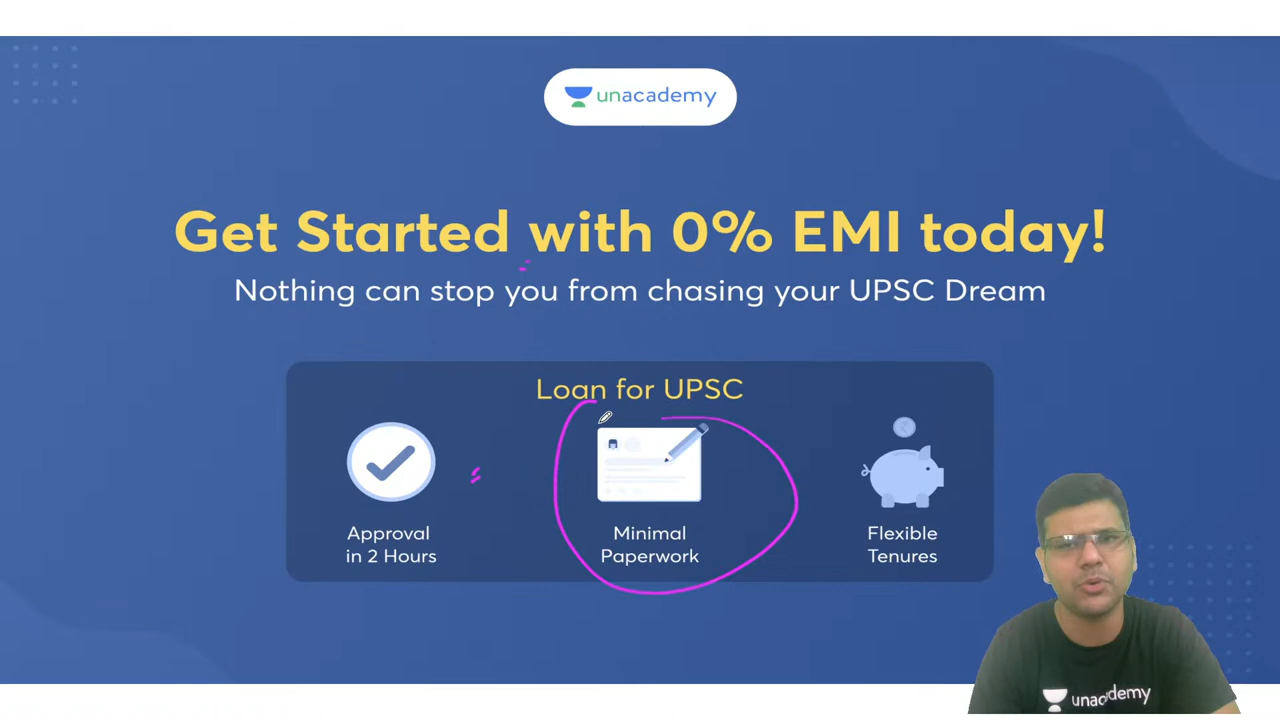 unacademy
Get Started with 0% EMI today!
Nothing can stop you from chasing your UPSC Dream
Loan for UPSC
Approval
in 2 Hours
Minimal
Paperwork
Flexible
Tenures
unacademy